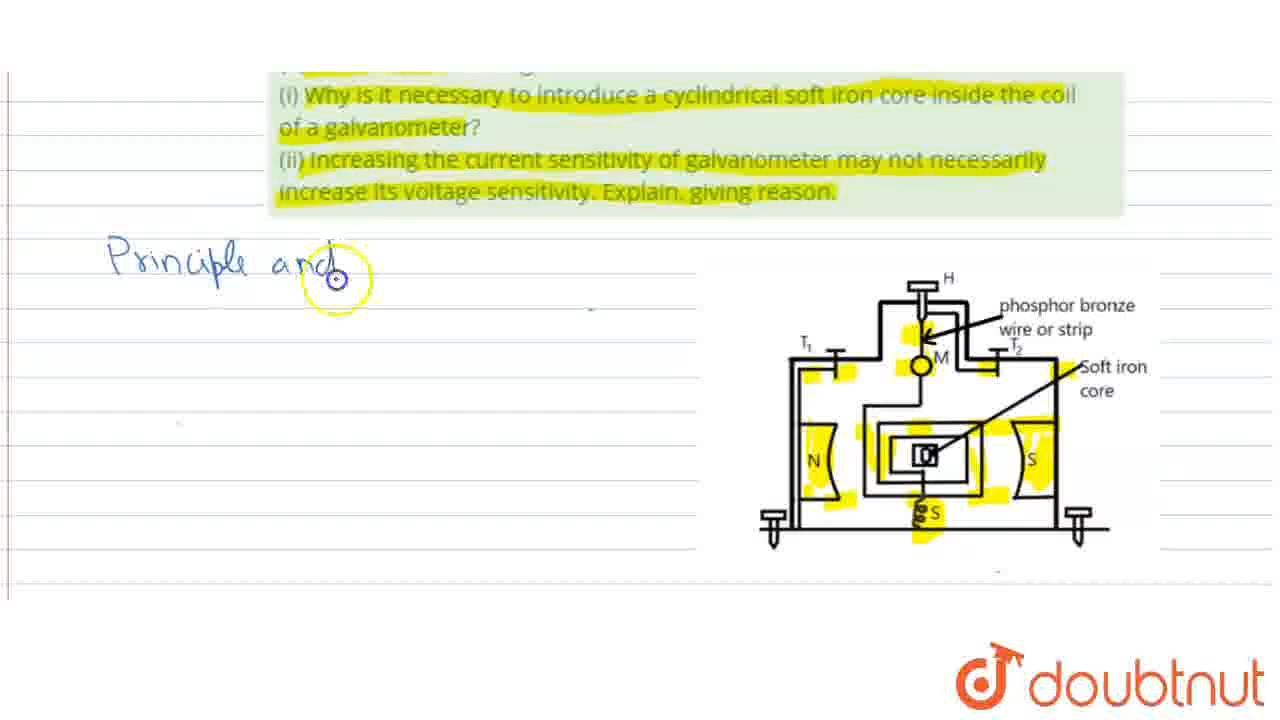 (i) Why is it necessary to introduce a cyclindrical soft iron core inside the coil
of a galvanometer?
(ii) Increasing the current sensitivity of galvanometer may not necessarily
increase its voltage sensitivity. Explain, giving reason.
Principle and
H
phosphor bronze
wire or strip
T1
T2
M
Soft iron
core
N
S
S
doubtnut